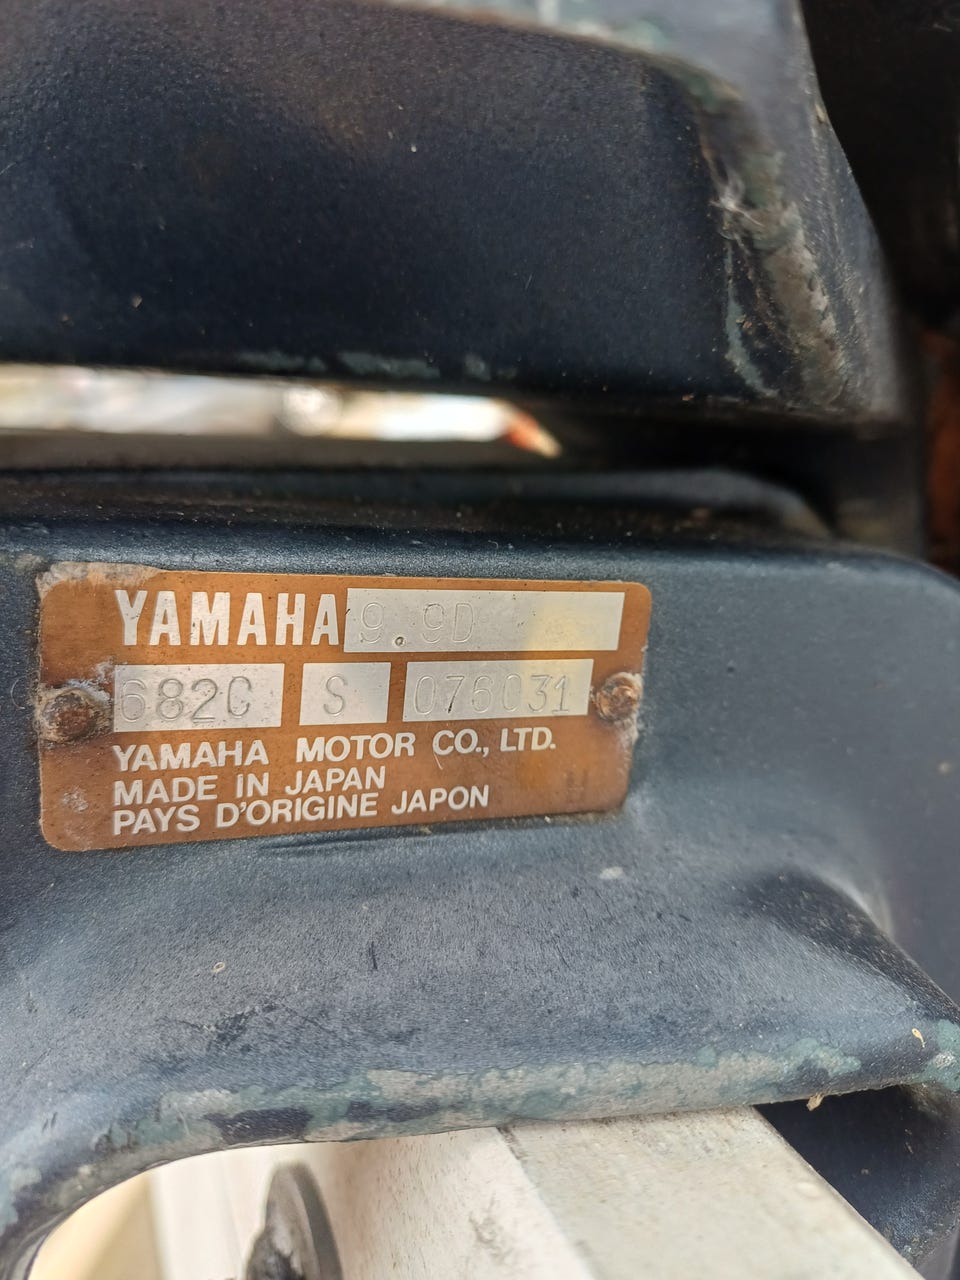 YAMAHA 9.9D
682C S 076031
YAMAHA MOTOR CO., LTD.
MADE IN JAPAN
PAYS D'ORIGINE JAPON